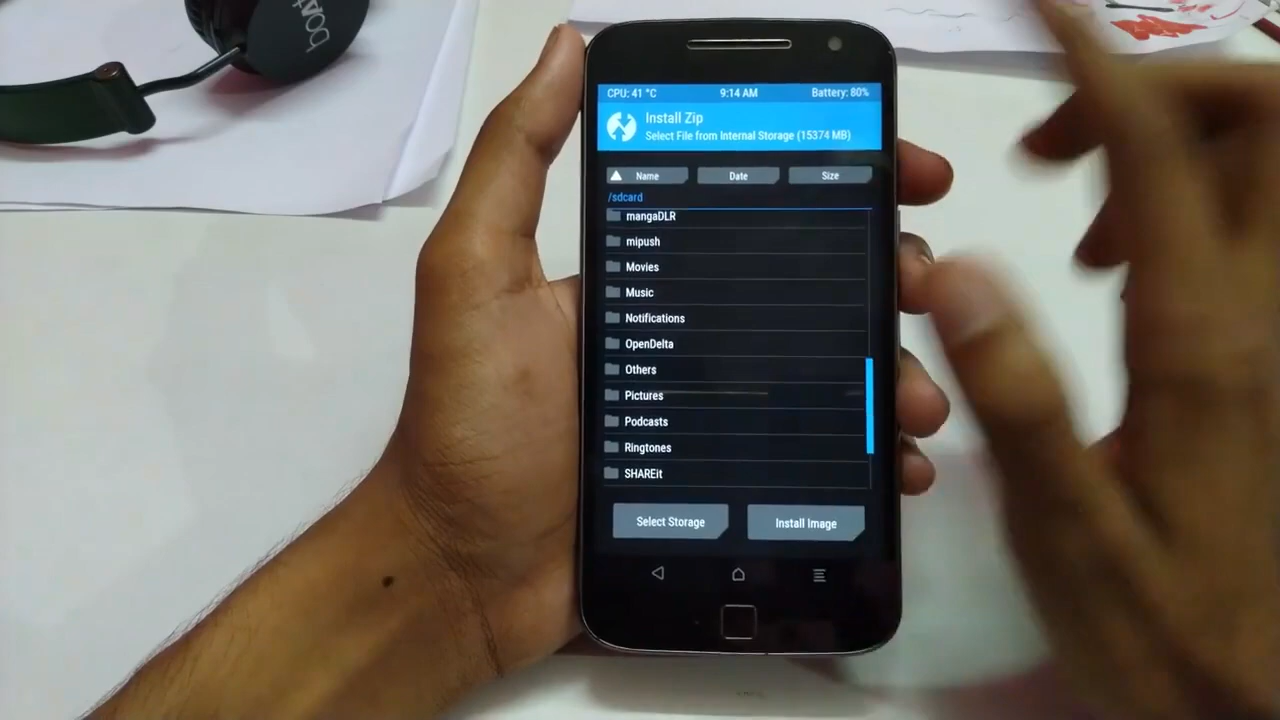 boAt
CPU: 41 °C 9:14 AM Battery: 80%
Install Zip
Select File from Internal Storage (15374 MB)
Name Date Size
/sdcard
mangaDLR
mipush
Movies
Music
Notifications
OpenDelta
Others
Pictures
Podcasts
Ringtones
SHAREit
Select Storage Install Image